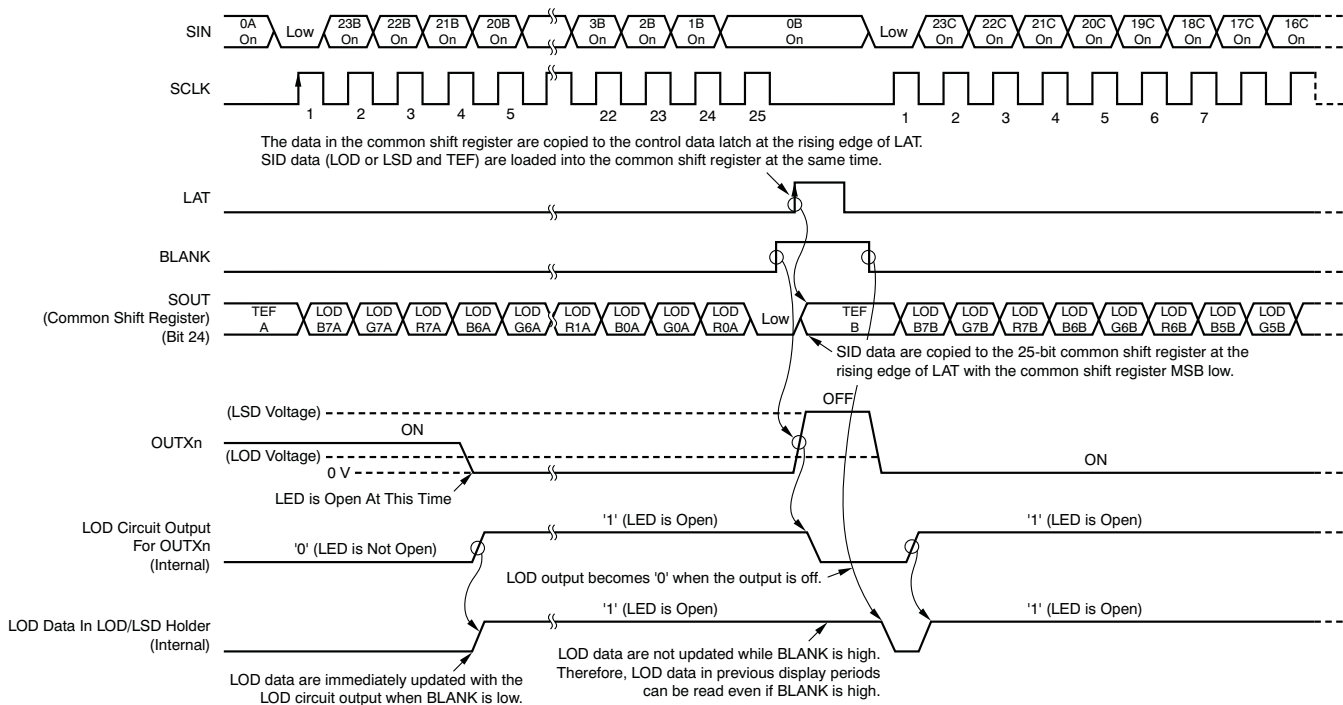 SIN
0A On
Low
23B On
22B On
21B On
20B On
3B On
2B On
1B On
0B On
Low
23C On
22C On
21C On
20C On
19C On
18C On
17C On
16C On
SCLK
1 2 3 4 5 22 23 24 25 1 2 3 4 5 6 7
The data in the common shift register are copied to the control data latch at the rising edge of LAT.
SID data (LOD or LSD and TEF) are loaded into the common shift register at the same time.
LAT
BLANK
SOUT
(Common Shift Register)
(Bit 24)
TEF A
LOD B7A
LOD G7A
LOD R7A
LOD B6A
LOD G6A
LOD R1A
LOD B0A
LOD G0A
LOD R0A
Low
TEF B
LOD B7B
LOD G7B
LOD R7B
LOD B6B
LOD G6B
LOD R6B
LOD B5B
LOD G5B
SID data are copied to the 25-bit common shift register at the
rising edge of LAT with the common shift register MSB low.
OUTXn
(LSD Voltage)
OFF
ON
(LOD Voltage)
ON
0 V
LED is Open At This Time
LOD Circuit Output
For OUTXn
(Internal)
'0' (LED is Not Open)
'1' (LED is Open)
'1' (LED is Open)
LOD output becomes '0' when the output is off.
LOD Data In LOD/LSD Holder
(Internal)
'1' (LED is Open)
'1' (LED is Open)
LOD data are immediately updated with the
LOD circuit output when BLANK is low.
LOD data are not updated while BLANK is high.
Therefore, LOD data in previous display periods
can be read even if BLANK is high.